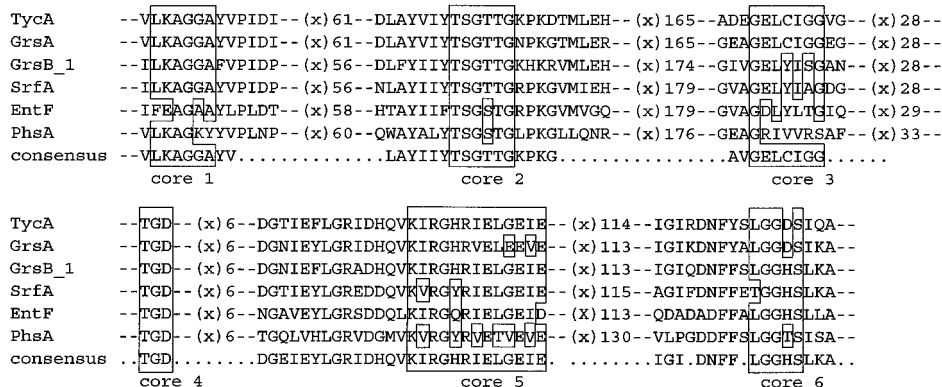 TycA --VLKAGGAYVPIDI--(x)61--DLAYVIYTSGTTGKPKDTMLEH--(x)165--ADEGELCIGGVG--(x)28--
GrsA --VLKAGGAYVPIDI--(x)61--DLAYVIYTSGTTGNPKGTMLER--(x)165--GEAGELCIGGEG--(x)28--
GrsB_1 --VLKAGGAFVPIDP--(x)56--DLFYIIYTSGTTGKHKRVMLEH--(x)174--GIVGELYISGAN--(x)28--
SrfA --VLKAGGAYVPIDP--(x)56--NLAYVIYTSGTTGKPKGVMIEH--(x)179--GVAGELYIAGDG--(x)28--
EntF --IFEAGAAYLPLDT--(x)58--HTAYIIFTSGSTGRPKGVMVGQ--(x)179--GVAGDLYLTGIQ--(x)29--
PhsA --VLKAGKYYVPLNP--(x)60--QWAYALYTSGSTGLPKGLLQNR--(x)176--GEAGRIVVRSAF--(x)33--
consensus --VLKAGGAYV..............LAYIIYTSGTTGKPKG............AVGELCIGG......
core 1 core 2 core 3
TycA --TGD--(x)6--DGTIEFLGRIDHQVKIRGHRIELGEIE--(x)114--IGIRDNFYSLGGDSIQA--
GrsA --TGD--(x)6--DGNIEYLGRIDNQVKIRGHRVELEEVE--(x)113--IGIKDNFYALGGDSIKA--
GrsB_1 --TGD--(x)6--DGNIEFLGRADHQVKIRGHRIELGEIE--(x)113--IGIQDNFFSLGGHSLKA--
SrfA --TGD--(x)6--DGTIEYLGREDDQVKVRGYRIELGEIE--(x)115--AGIFDNFFETGGHSLKA--
EntF --TGD--(x)6--NGAVEYLGRSDDQLKIRGQRIELGEID--(X)113--QDADADFFALGGHSLLA--
PhsA --TGD--(x)6--TGQLVHLGRVDGMVKVRGYRVETVEVE--(x)130--VLPGDDFFSLGGTSISA--
consensus ..TGD.........DGEIEYLGRIDHQVKIRGHRIELGEIE..........IGI.DNFF.LGGHSLKA--
core 4 core 5 core 6